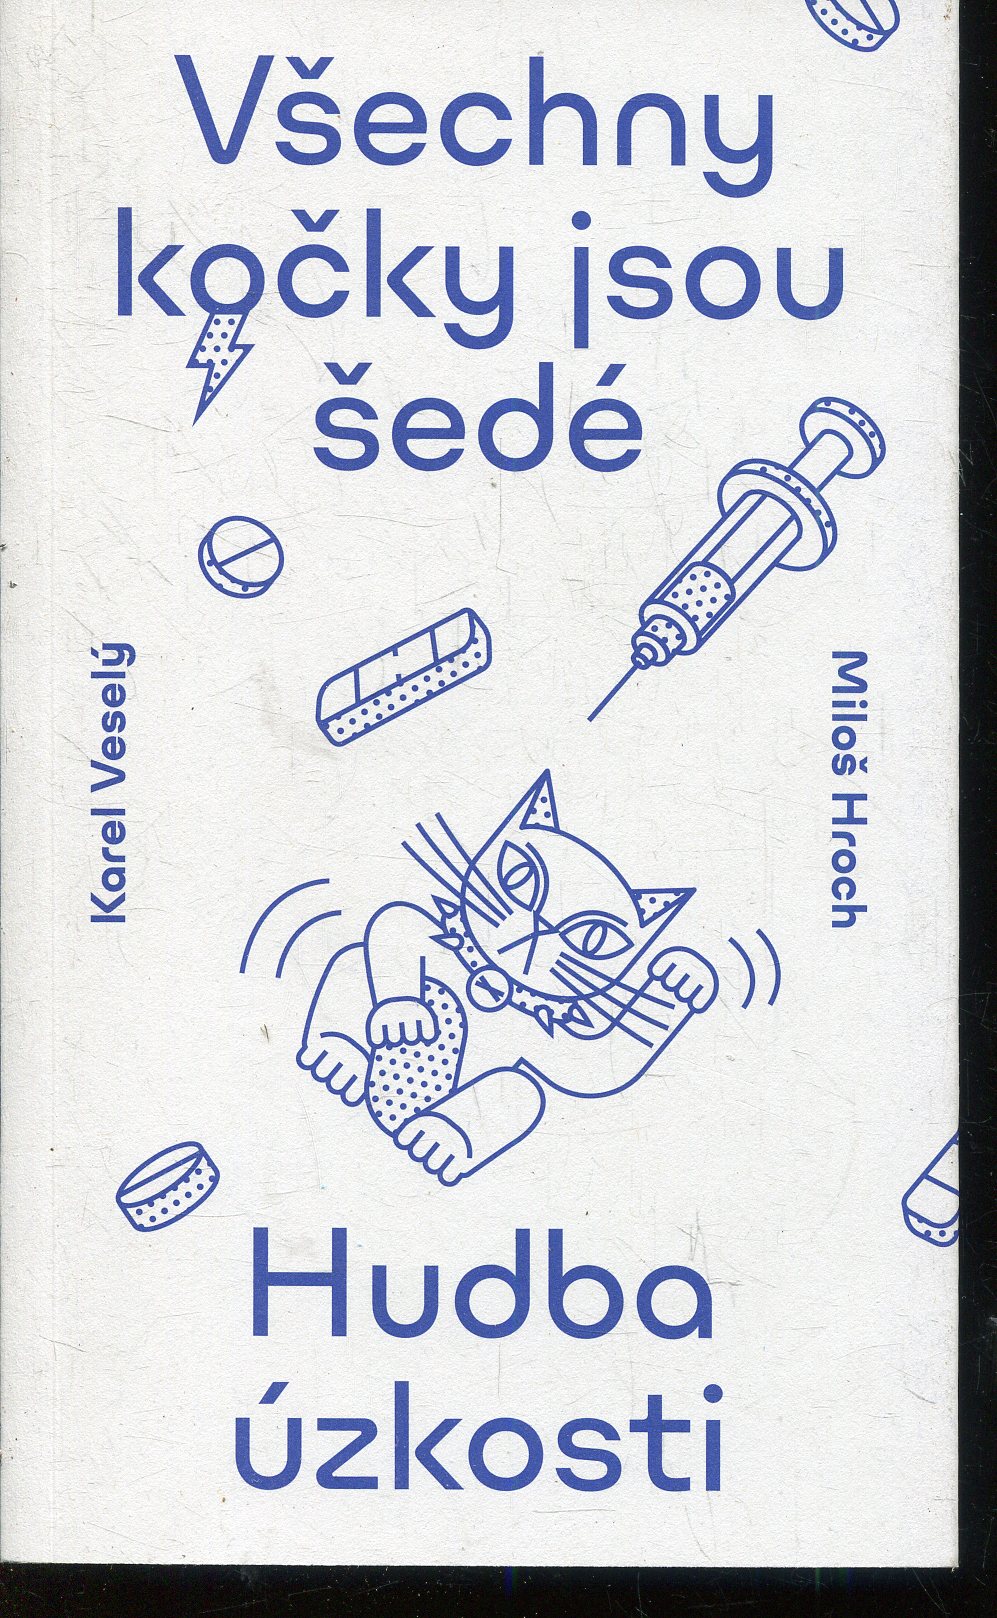 Všechny
kočky jsou
šedé
Karel Veselý
Miloš Hroch
Hudba
úzkosti